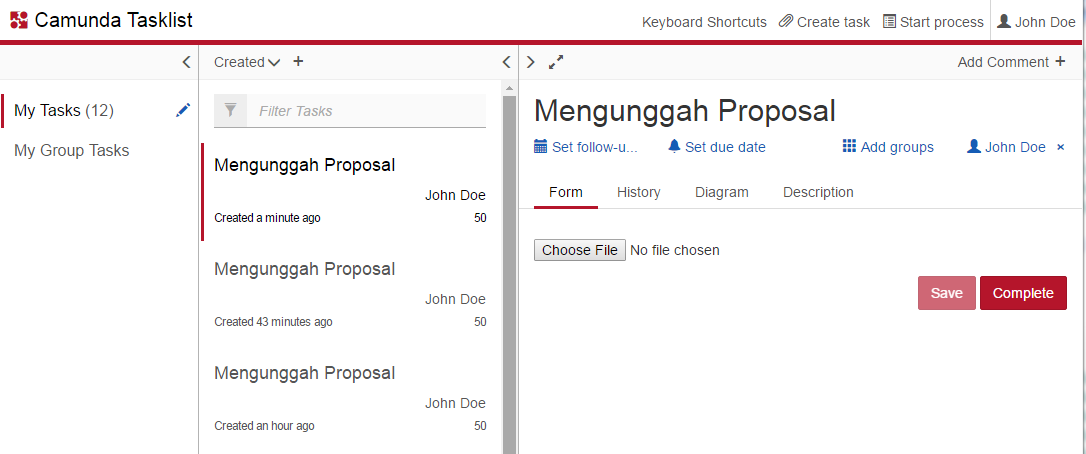 Camunda Tasklist
Keyboard Shortcuts Create task Start process John Doe
My Tasks (12)
My Group Tasks
Created
Filter Tasks
Mengunggah Proposal
John Doe
Created a minute ago 50
Mengunggah Proposal
John Doe
Created 43 minutes ago 50
Mengunggah Proposal
John Doe
Created an hour ago 50
Add Comment +
Mengunggah Proposal
Set follow-u... Set due date Add groups John Doe ×
Form History Diagram Description
Choose File No file chosen
Save Complete